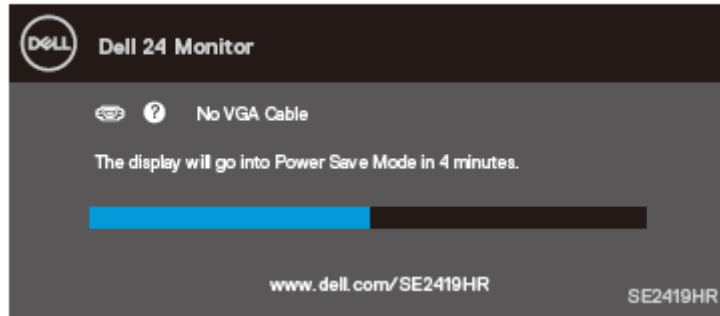 DELL
Dell 24 Monitor
? No VGA Cable
The display will go into Power Save Mode in 4 minutes.
www.dell.com/SE2419HR
SE2419HR